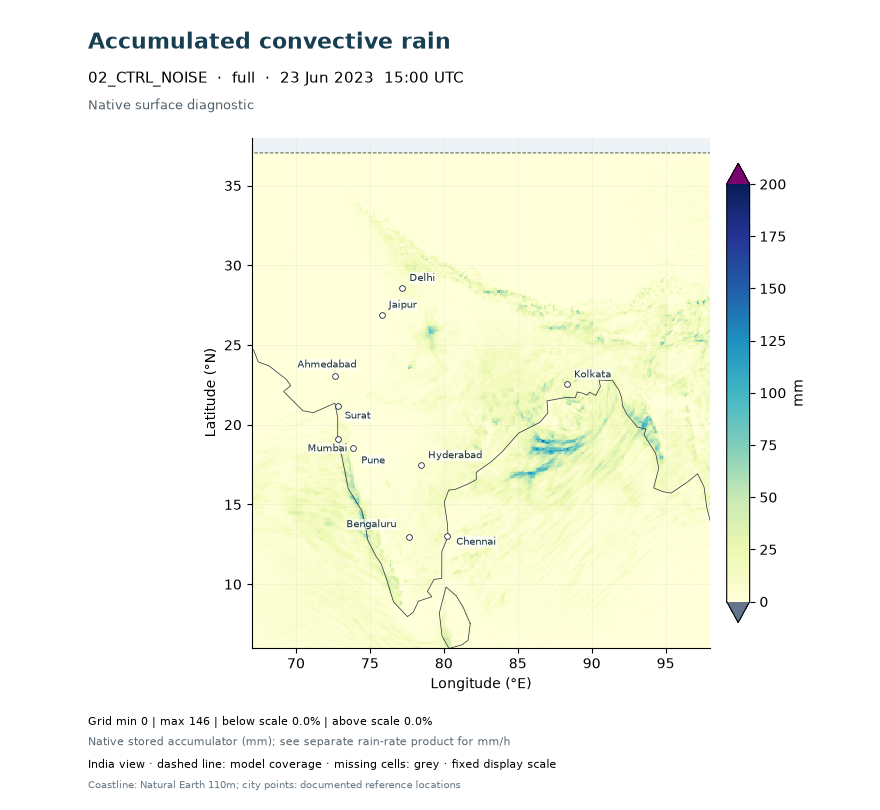 Accumulated convective rain
02_CTRL_NOISE · full · 23 Jun 2023 15:00 UTC
Native surface diagnostic
35
30
25
20
15
10
Latitude (°N)
70 75 80 85 90 95
Longitude (°E)
Delhi
Jaipur
Ahmedabad
Kolkata
Surat
Mumbai
Pune
Hyderabad
Bengaluru
Chennai
200
175
150
125
100
75
50
25
0
mm
Grid min 0 | max 146 | below scale 0.0% | above scale 0.0%
Native stored accumulator (mm); see separate rain-rate product for mm/h
India view · dashed line: model coverage · missing cells: grey · fixed display scale
Coastline: Natural Earth 110m; city points: documented reference locations